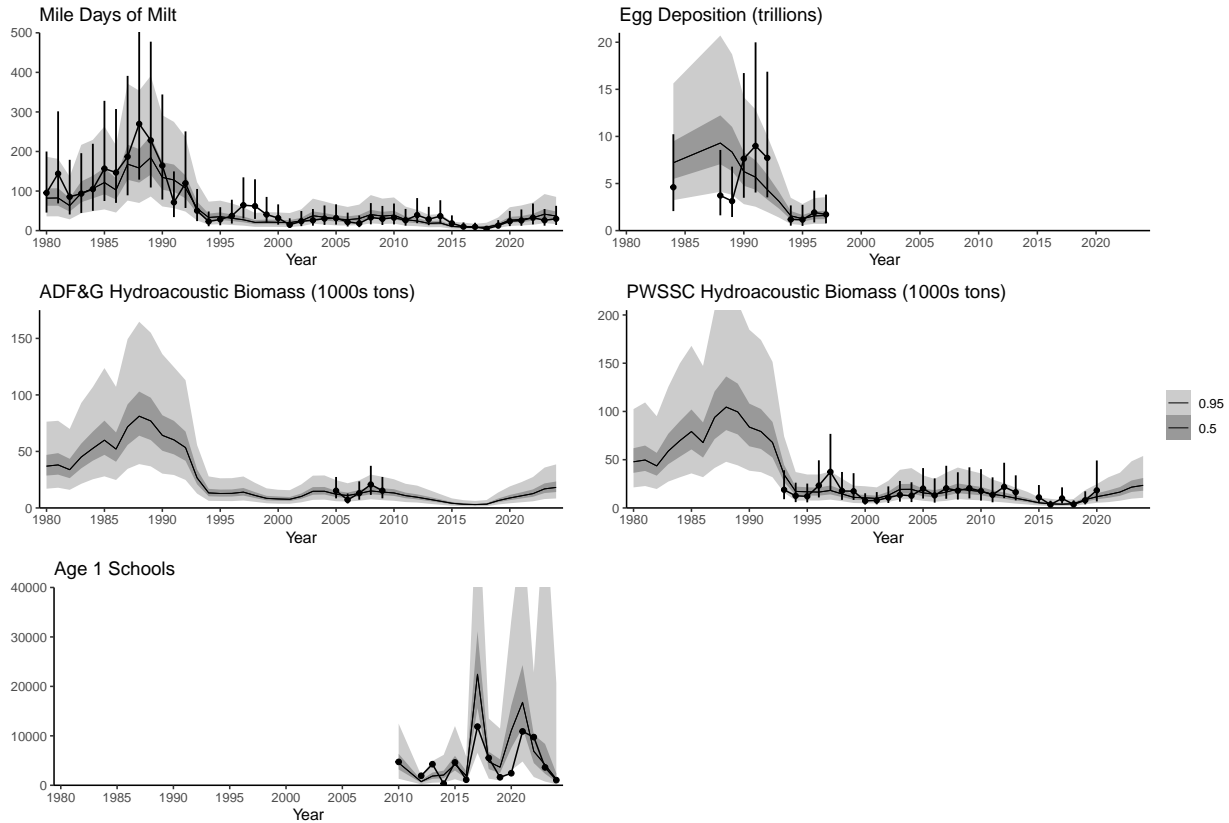 Mile Days of Milt
500
400
300
200
100
0
1980 1985 1990 1995 2000 2005 2010 2015 2020
Year
Egg Deposition (trillions)
20
15
10
5
0
1980 1985 1990 1995 2000 2005 2010 2015 2020
Year
ADF&G Hydroacoustic Biomass (1000s tons)
150
100
50
0
1980 1985 1990 1995 2000 2005 2010 2015 2020
Year
PWSSC Hydroacoustic Biomass (1000s tons)
200
150
100
50
0
1980 1985 1990 1995 2000 2005 2010 2015 2020
Year
0.95
0.5
Age 1 Schools
40000
30000
20000
10000
0
1980 1985 1990 1995 2000 2005 2010 2015 2020
Year